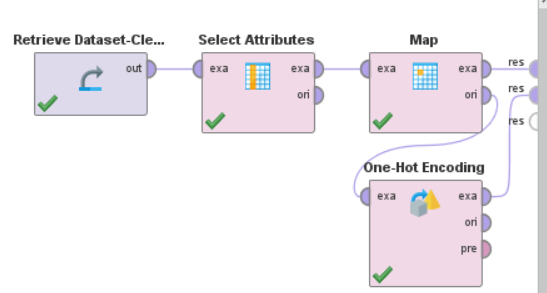 Retrieve Dataset-Cle... Select Attributes Map
out exa exa exa exa res
ori ori res
res
One-Hot Encoding
exa exa
ori
pre